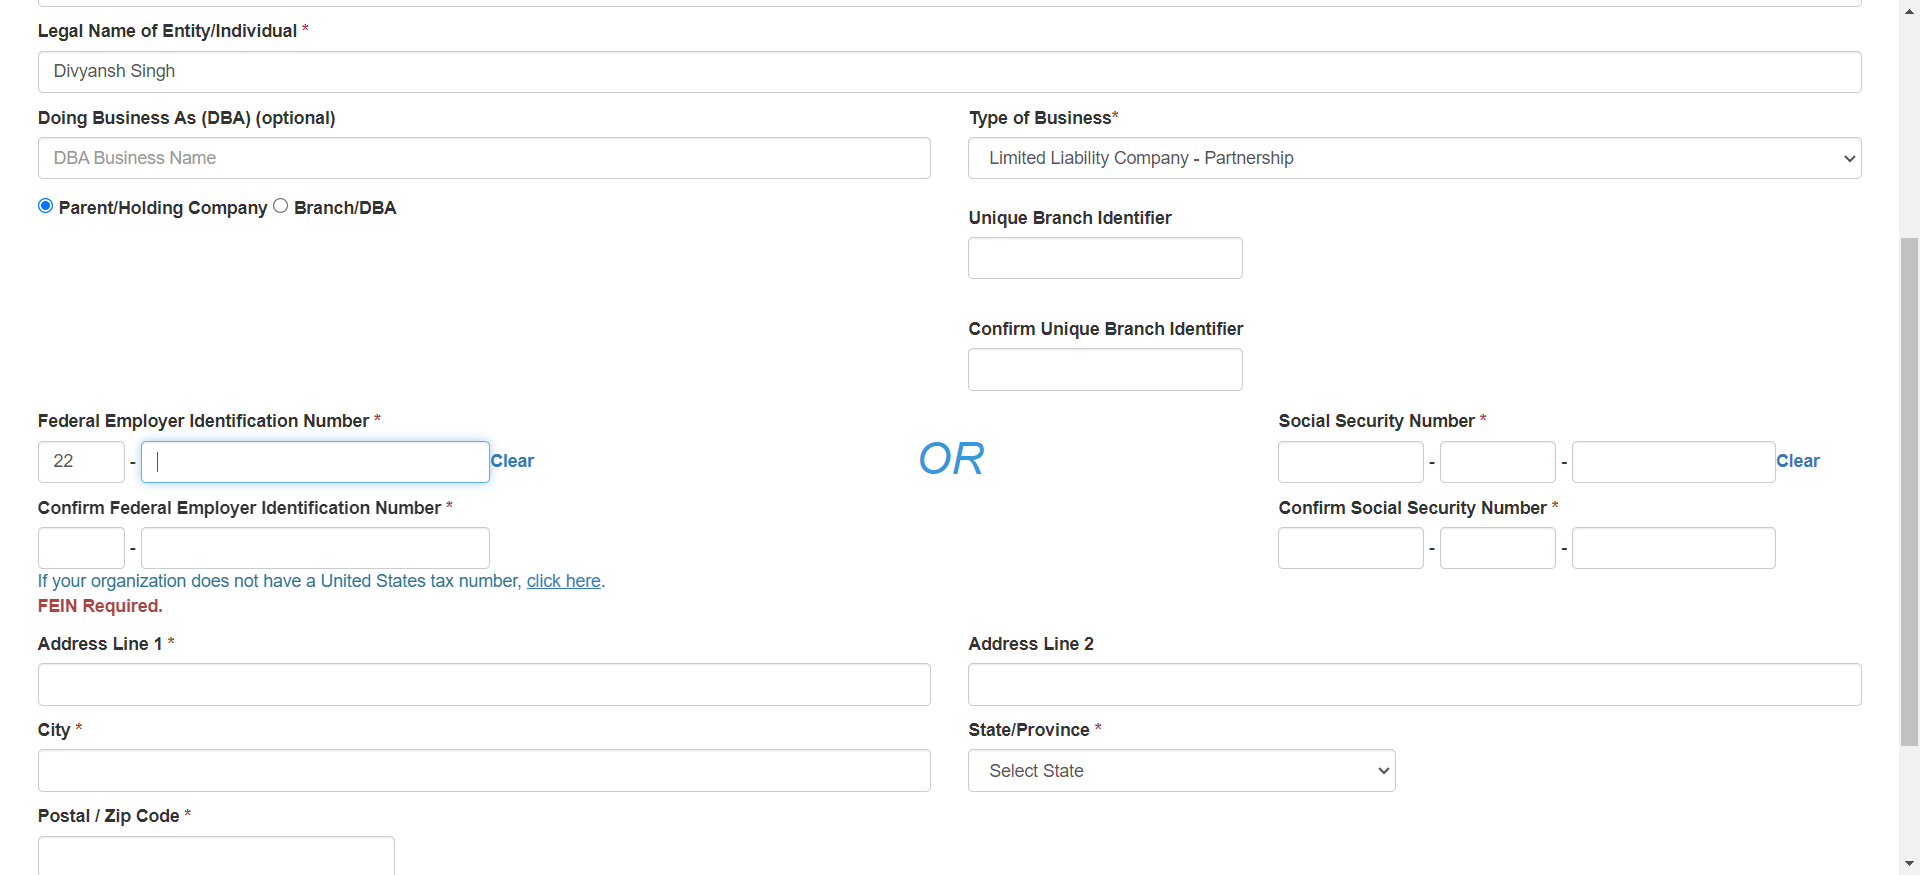 Legal Name of Entity/Individual *
Divyansh Singh
Doing Business As (DBA) (optional)
Type of Business*
DBA Business Name
Limited Liability Company - Partnership
Parent/Holding Company
Branch/DBA
Unique Branch Identifier
Confirm Unique Branch Identifier
Federal Employer Identification Number *
Social Security Number *
22
-
Clear
OR
- - Clear
Confirm Federal Employer Identification Number *
Confirm Social Security Number *
-
- -
If your organization does not have a United States tax number, click here.
FEIN Required.
Address Line 1 *
Address Line 2
City *
State/Province *
Select State
Postal / Zip Code *